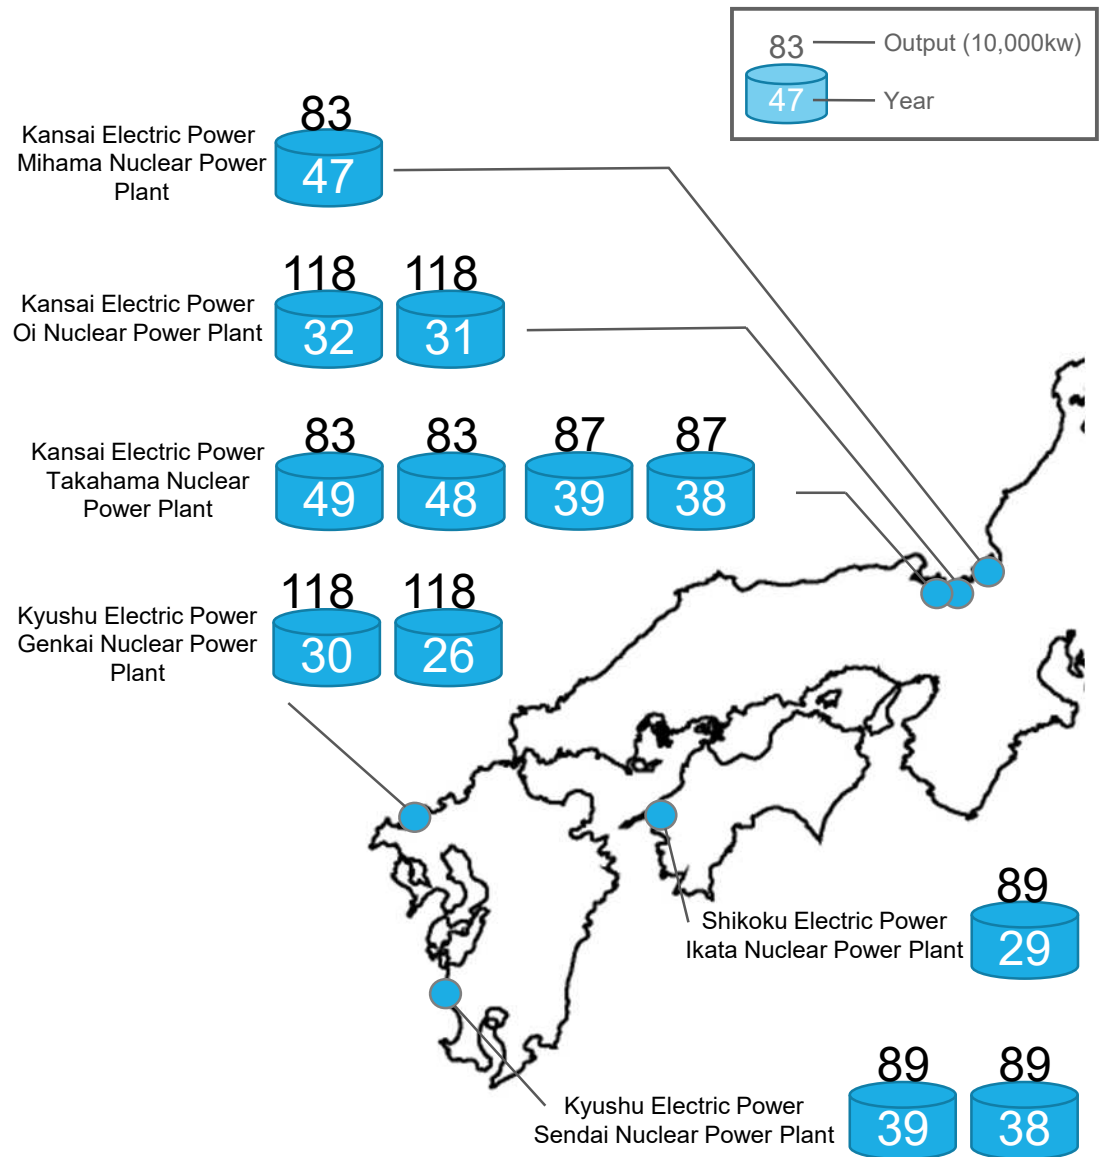 83
Output (10,000kw)
47
Year
Kansai Electric Power
Mihama Nuclear Power
Plant
83
47
Kansai Electric Power
Oi Nuclear Power Plant
118
32
118
31
Kansai Electric Power
Takahama Nuclear
Power Plant
83
49
83
48
87
39
87
38
Kyushu Electric Power
Genkai Nuclear Power
Plant
118
30
118
26
Shikoku Electric Power
Ikata Nuclear Power Plant
89
29
Kyushu Electric Power
Sendai Nuclear Power Plant
89
39
89
38